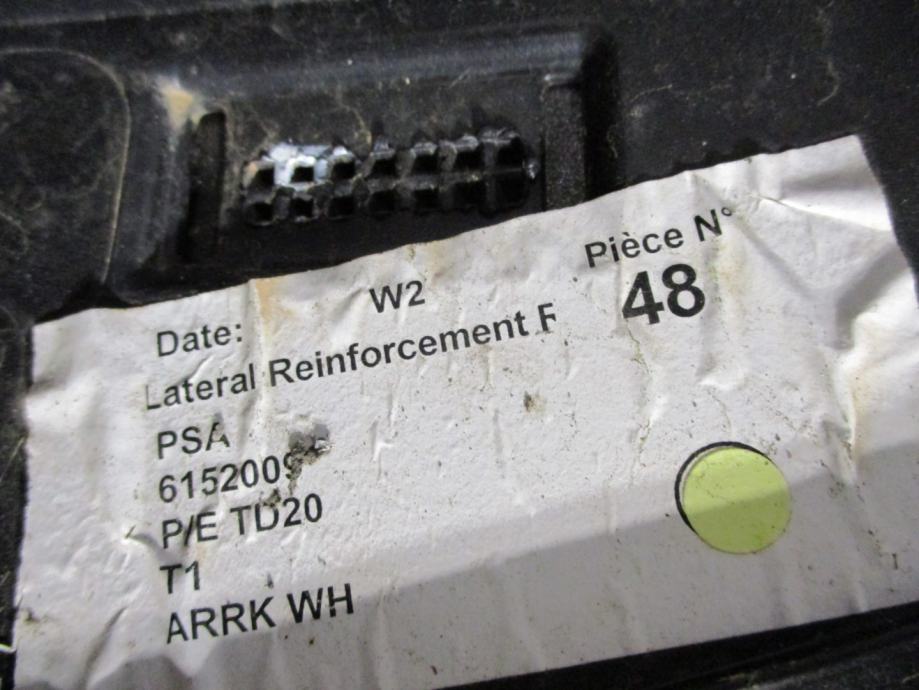 Date: W2 Pièce N°
Lateral Reinforcement F 48
PSA
6152009
P/E TD20
T1
ARRK WH